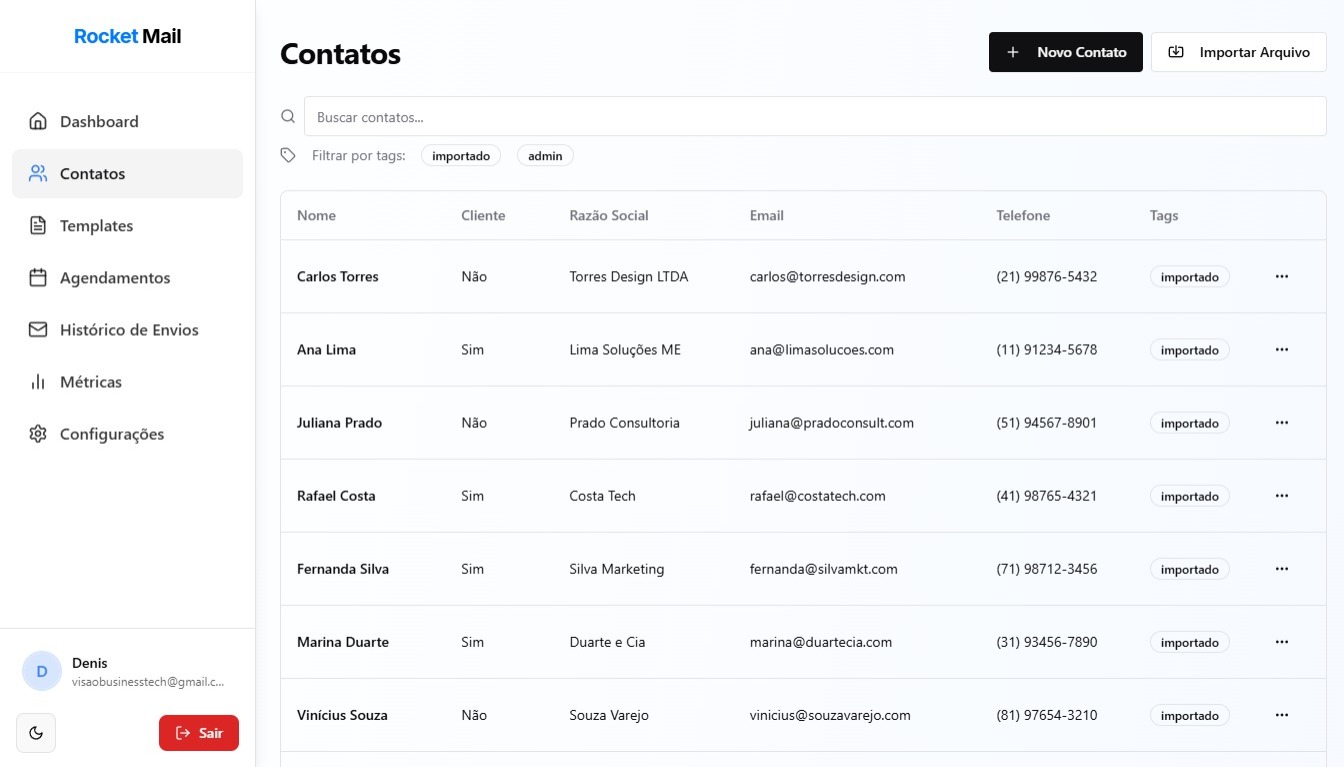 Rocket Mail
Dashboard
Contatos
Templates
Agendamentos
Histórico de Envios
Métricas
Configurações
D
Denis
visaobusinesstech@gmail.c...
Sair
Contatos
Novo Contato
Importar Arquivo
Buscar contatos...
Filtrar por tags: importado admin
Nome Cliente Razão Social Email Telefone Tags
Carlos Torres Não Torres Design LTDA carlos@torresdesign.com (21) 99876-5432 importado
Ana Lima Sim Lima Soluções ME ana@limasolucoes.com (11) 91234-5678 importado
Juliana Prado Não Prado Consultoria juliana@pradoconsult.com (51) 94567-8901 importado
Rafael Costa Sim Costa Tech rafael@costatech.com (41) 98765-4321 importado
Fernanda Silva Sim Silva Marketing fernanda@silvamkt.com (71) 98712-3456 importado
Marina Duarte Sim Duarte e Cia marina@duartecia.com (31) 93456-7890 importado
Vinícius Souza Não Souza Varejo vinicius@souzavarejo.com (81) 97654-3210 importado